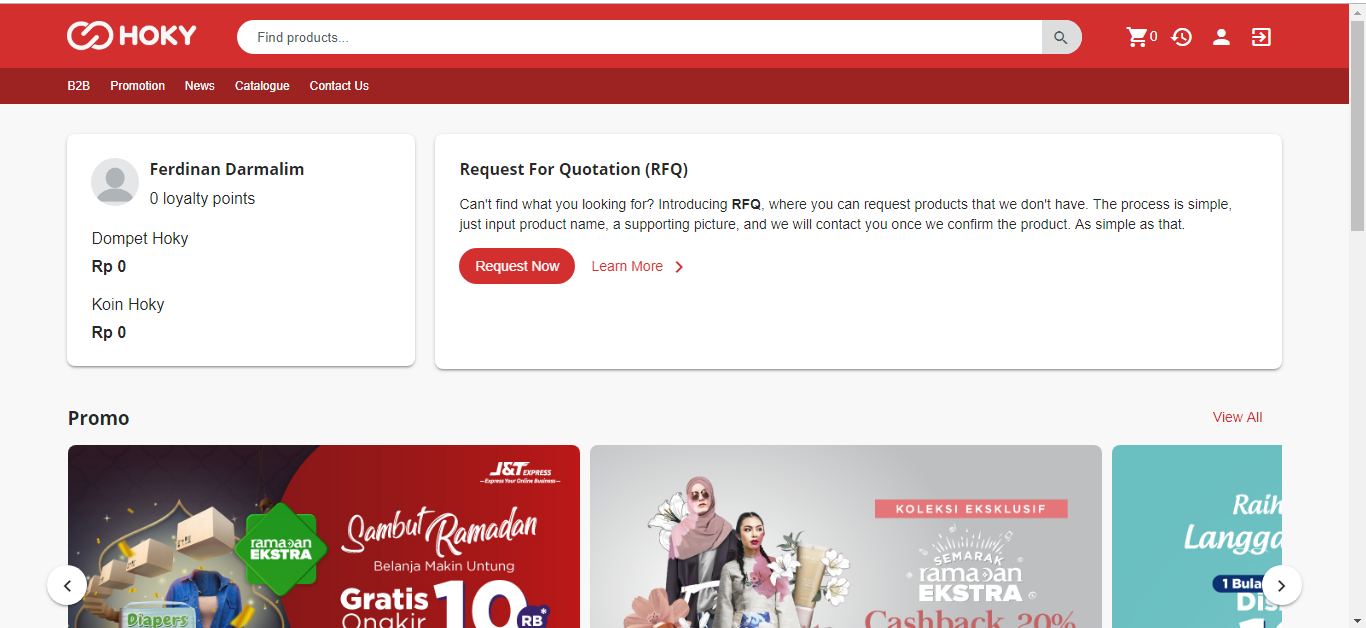 HOKY
Find products...
0
B2B
Promotion
News
Catalogue
Contact Us
Ferdinan Darmalim
0 loyalty points
Dompet Hoky
Rp 0
Koin Hoky
Rp 0
Request For Quotation (RFQ)
Can't find what you looking for? Introducing RFQ, where you can request products that we don't have. The process is simple,
just input product name, a supporting picture, and we will contact you once we confirm the product. As simple as that.
Request Now
Learn More
Promo
View All
J&T EXPRESS
Express Your Online Business
ramadan
EKSTRA
Sambut Ramadan
Belanja Makin Untung
Gratis
Ongkir
10
RB*
Diapers
KOLEKSI EKSKLUSIF
SEMARAK
ramadan
EKSTRA
Cashback 20%
Raih
Langga
1 Bula
Dis